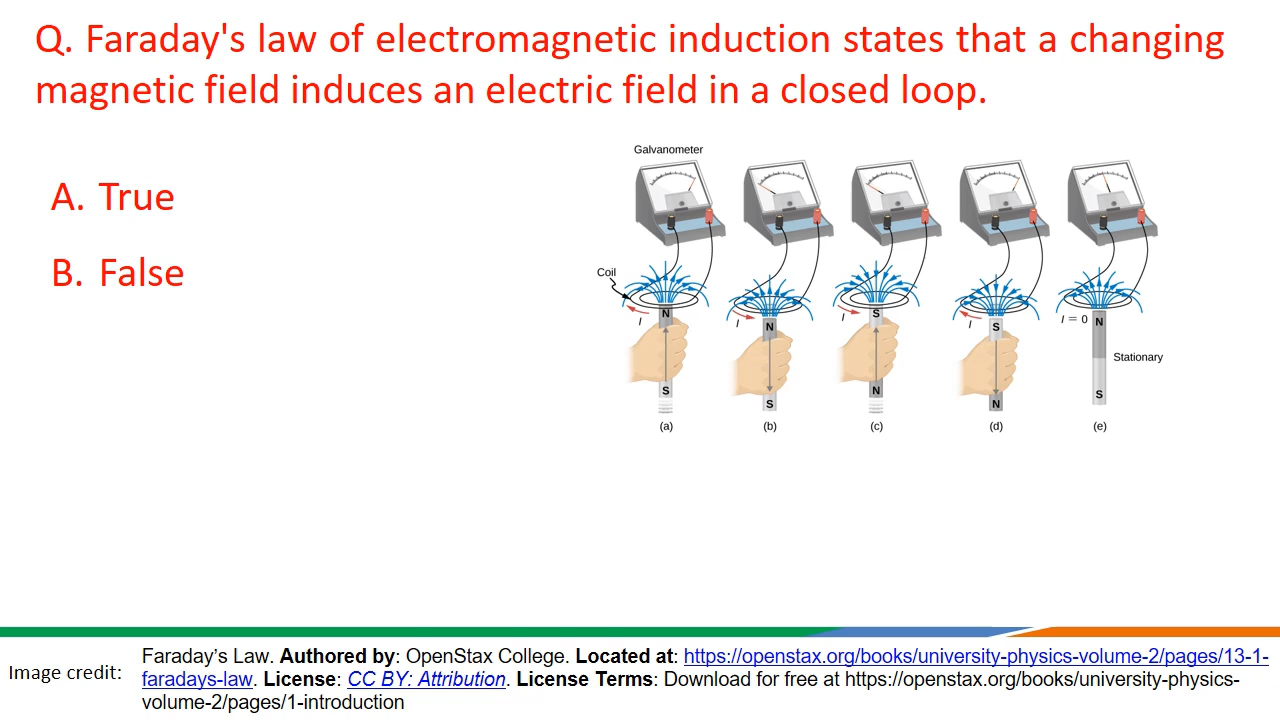 Q. Faraday's law of electromagnetic induction states that a changing
magnetic field induces an electric field in a closed loop.
A. True
B. False
Galvanometer
Coil
I
N
S
(a)
I
N
S
(b)
I
S
N
(c)
I
S
N
(d)
I = 0
N
Stationary
S
(e)
Image credit:
Faraday’s Law. Authored by: OpenStax College. Located at: https://openstax.org/books/university-physics-volume-2/pages/13-1-
faradays-law. License: CC BY: Attribution. License Terms: Download for free at https://openstax.org/books/university-physics-
volume-2/pages/1-introduction